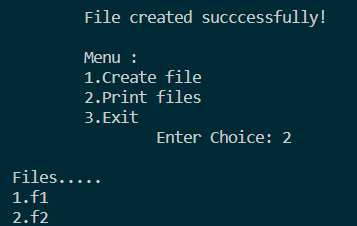 File created succcessfully!
Menu :
1.Create file
2.Print files
3.Exit
Enter Choice: 2
Files.....
1.f1
2.f2